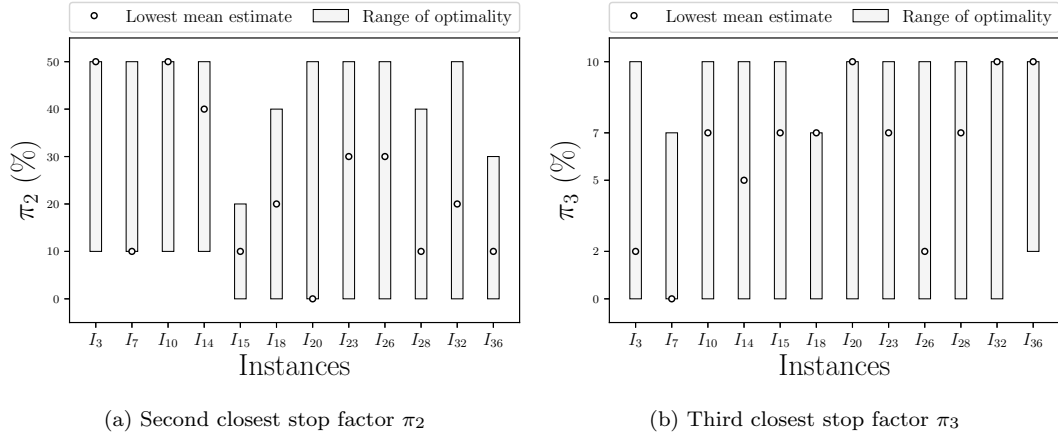 Lowest mean estimate Range of optimality
50
40
30
20
10
0
π2 (%)
I3 I7 I10 I14 I15 I18 I20 I23 I26 I28 I32 I36
Instances
(a) Second closest stop factor π2
Lowest mean estimate Range of optimality
10
7
5
2
0
π3 (%)
I3 I7 I10 I14 I15 I18 I20 I23 I26 I28 I32 I36
Instances
(b) Third closest stop factor π3